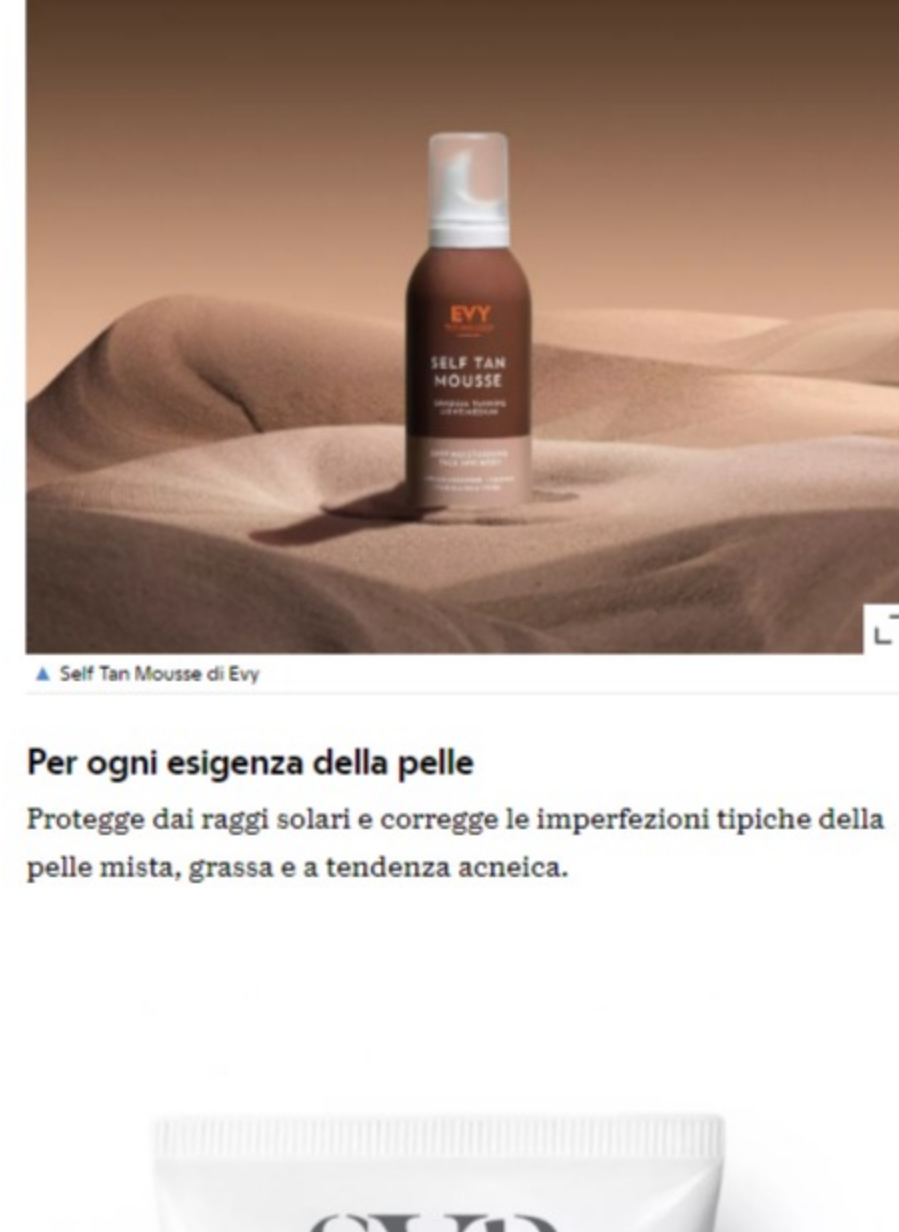 EVY
SELF TAN
MOUSSE
Self Tan Mousse di Evy
Per ogni esigenza della pelle
Protegge dai raggi solari e corregge le imperfezioni tipiche della
pelle mista, grassa e a tendenza acneica.